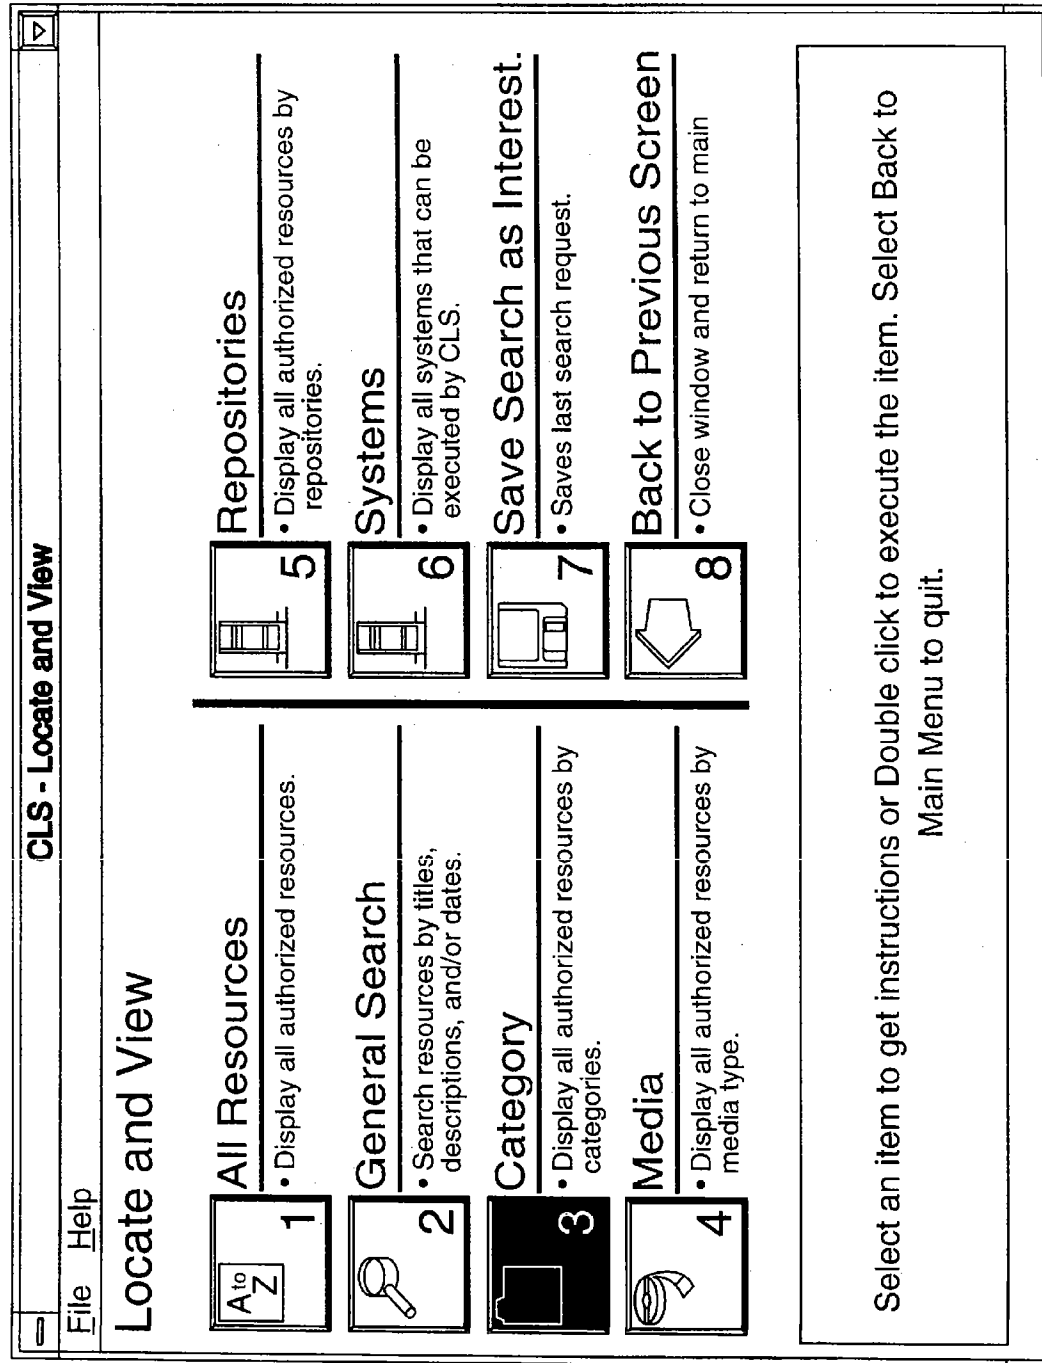 CLS - Locate and View
File Help
Locate and View
A to Z
1
All Resources
• Display all authorized resources.
2
General Search
• Search resources by titles,
descriptions, and/or dates.
3
Category
• Display all authorized resources by
categories.
4
Media
• Display all authorized resources by
media type.
5
Repositories
• Display all authorized resources by
repositories.
6
Systems
• Display all systems that can be
executed by CLS.
7
Save Search as Interest.
• Saves last search request.
8
Back to Previous Screen
• Close window and return to main
Select an item to get instructions or Double click to execute the item. Select Back to
Main Menu to quit.